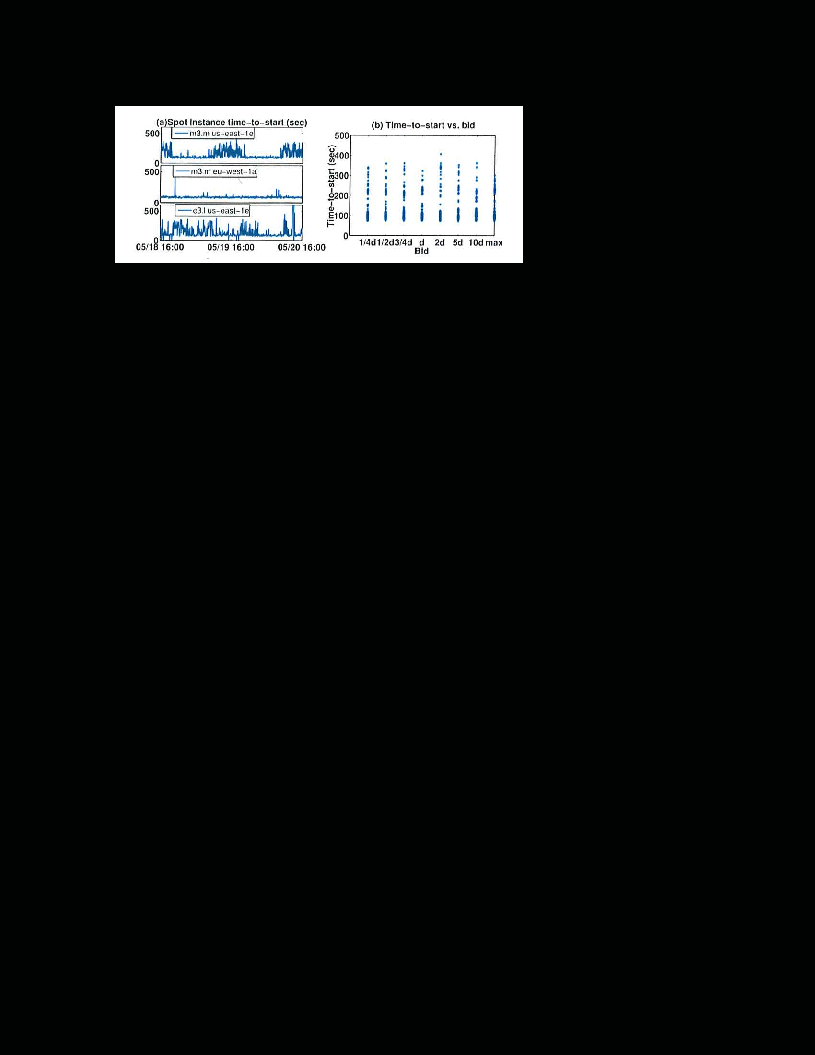 (a)Spot Instance time-to-start (sec)
500
m3.m us-east-1e
0
500
m3.m eu-west-1a
0
500
c3.l us-east-1e
0
05/18 16:00 05/19 16:00 05/20 16:00
(b) Time-to-start vs. bid
Time-to-start (sec)
500
400
300
200
100
0
1/4d 1/2d 3/4d d 2d 5d 10d max
Bid